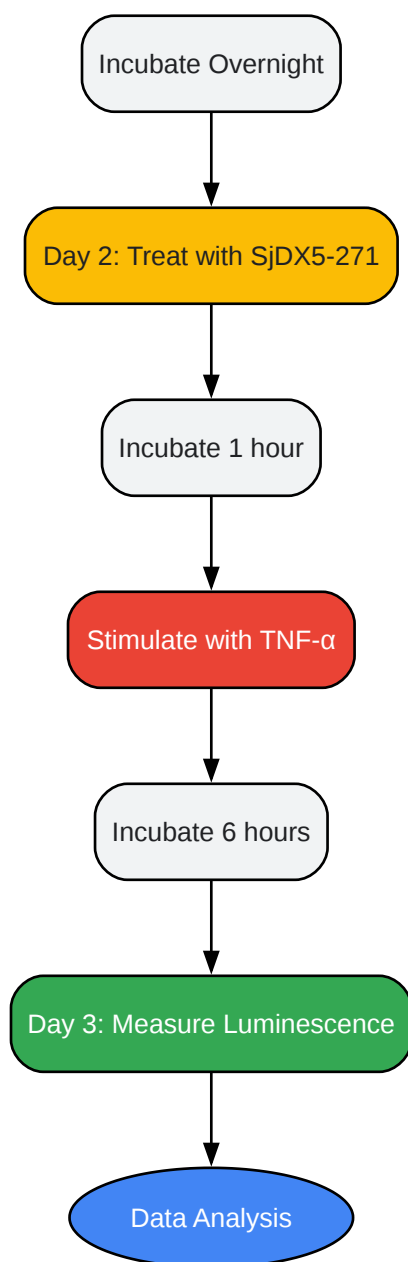 Incubate Overnight
Day 2: Treat with SjDX5-271
Incubate 1 hour
Stimulate with TNF-α
Incubate 6 hours
Day 3: Measure Luminescence
Data Analysis